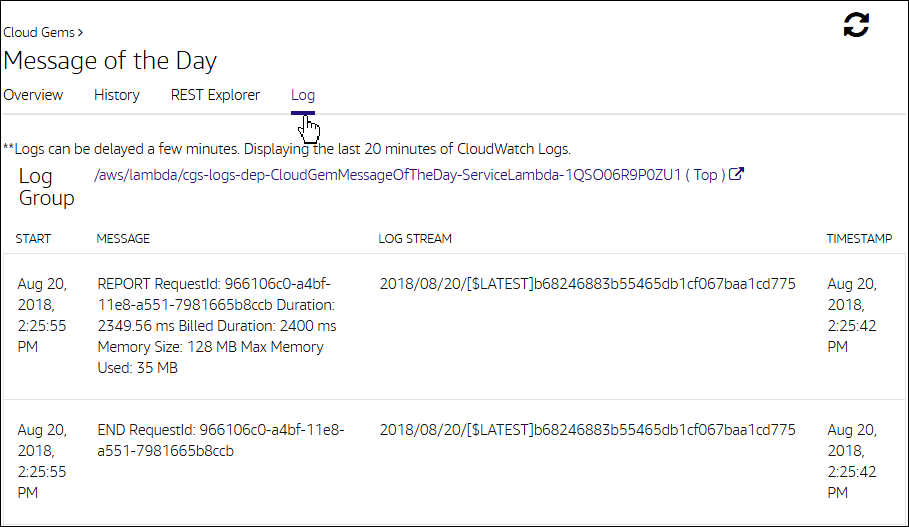 Cloud Gems >
Message of the Day
Overview History REST Explorer Log
**Logs can be delayed a few minutes. Displaying the last 20 minutes of CloudWatch Logs.
Log Group /aws/lambda/cgs-logs-dep-CloudGemMessageOfTheDay-ServiceLambda-1QSO06R9P0ZU1 ( Top )
START MESSAGE LOG STREAM TIMESTAMP
Aug 20,
2018,
2:25:55
PM
REPORT RequestId: 966106c0-a4bf-
11e8-a551-7981665b8ccb Duration:
2349.56 ms Billed Duration: 2400 ms
Memory Size: 128 MB Max Memory
Used: 35 MB
2018/08/20/[$LATEST]b68246883b55465db1cf067baa1cd775
Aug 20,
2018,
2:25:42
PM
Aug 20,
2018,
2:25:55
PM
END RequestId: 966106c0-a4bf-11e8-
a551-7981665b8ccb
2018/08/20/[$LATEST]b68246883b55465db1cf067baa1cd775
Aug 20,
2018,
2:25:42
PM